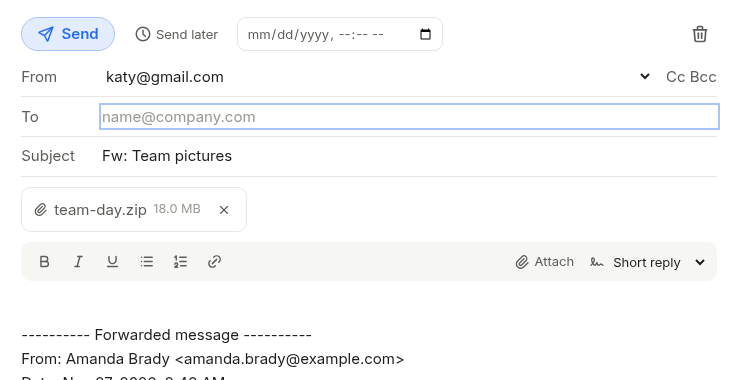 Send Send later mm/dd/yyyy, --:-- --
From katy@gmail.com Cc Bcc
To name@company.com
Subject Fw: Team pictures
team-day.zip 18.0 MB ×
B I U Attach Short reply
---------- Forwarded message ----------
From: Amanda Brady <amanda.brady@example.com>